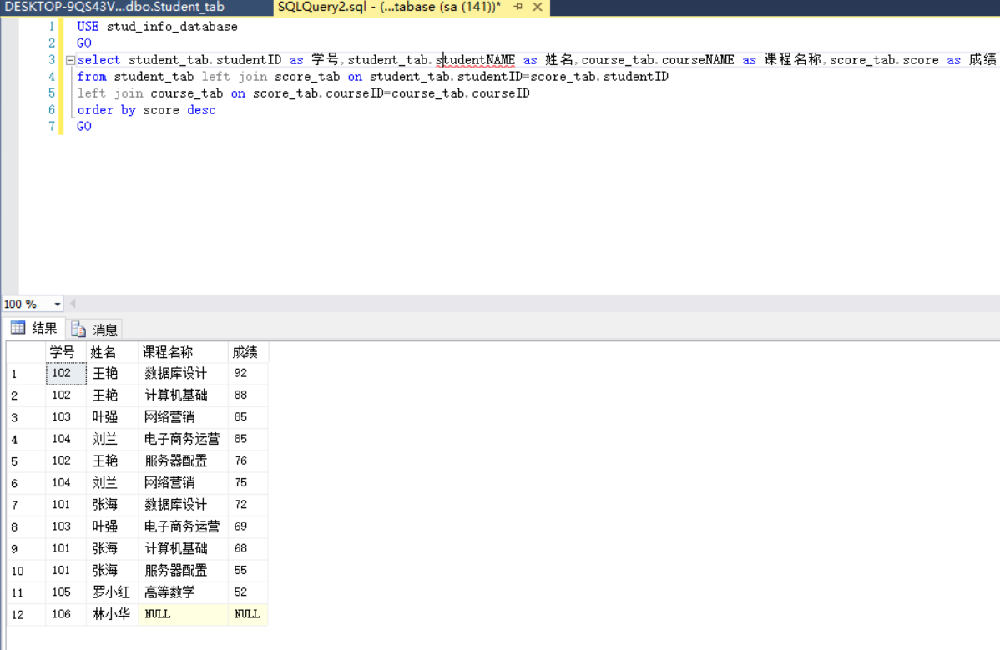 DESKTOP-9QS43V...dbo.Student_tab SQLQuery2.sql - (...tabase (sa (141))*
1 USE stud_info_database
2 GO
3 select student_tab.studentID as 学号,student_tab.studentNAME as 姓名,course_tab.courseNAME as 课程名称,score_tab.score as 成绩
4 from student_tab left join score_tab on student_tab.studentID=score_tab.studentID
5 left join course_tab on score_tab.courseID=course_tab.courseID
6 order by score desc
7 GO
100 %
结果 消息
学号 姓名 课程名称 成绩
1 102 王艳 数据库设计 92
2 102 王艳 计算机基础 88
3 103 叶强 网络营销 85
4 104 刘兰 电子商务运营 85
5 102 王艳 服务器配置 76
6 104 刘兰 网络营销 75
7 101 张海 数据库设计 72
8 103 叶强 电子商务运营 69
9 101 张海 计算机基础 68
10 101 张海 服务器配置 55
11 105 罗小红 高等数学 52
12 106 林小华 NULL NULL